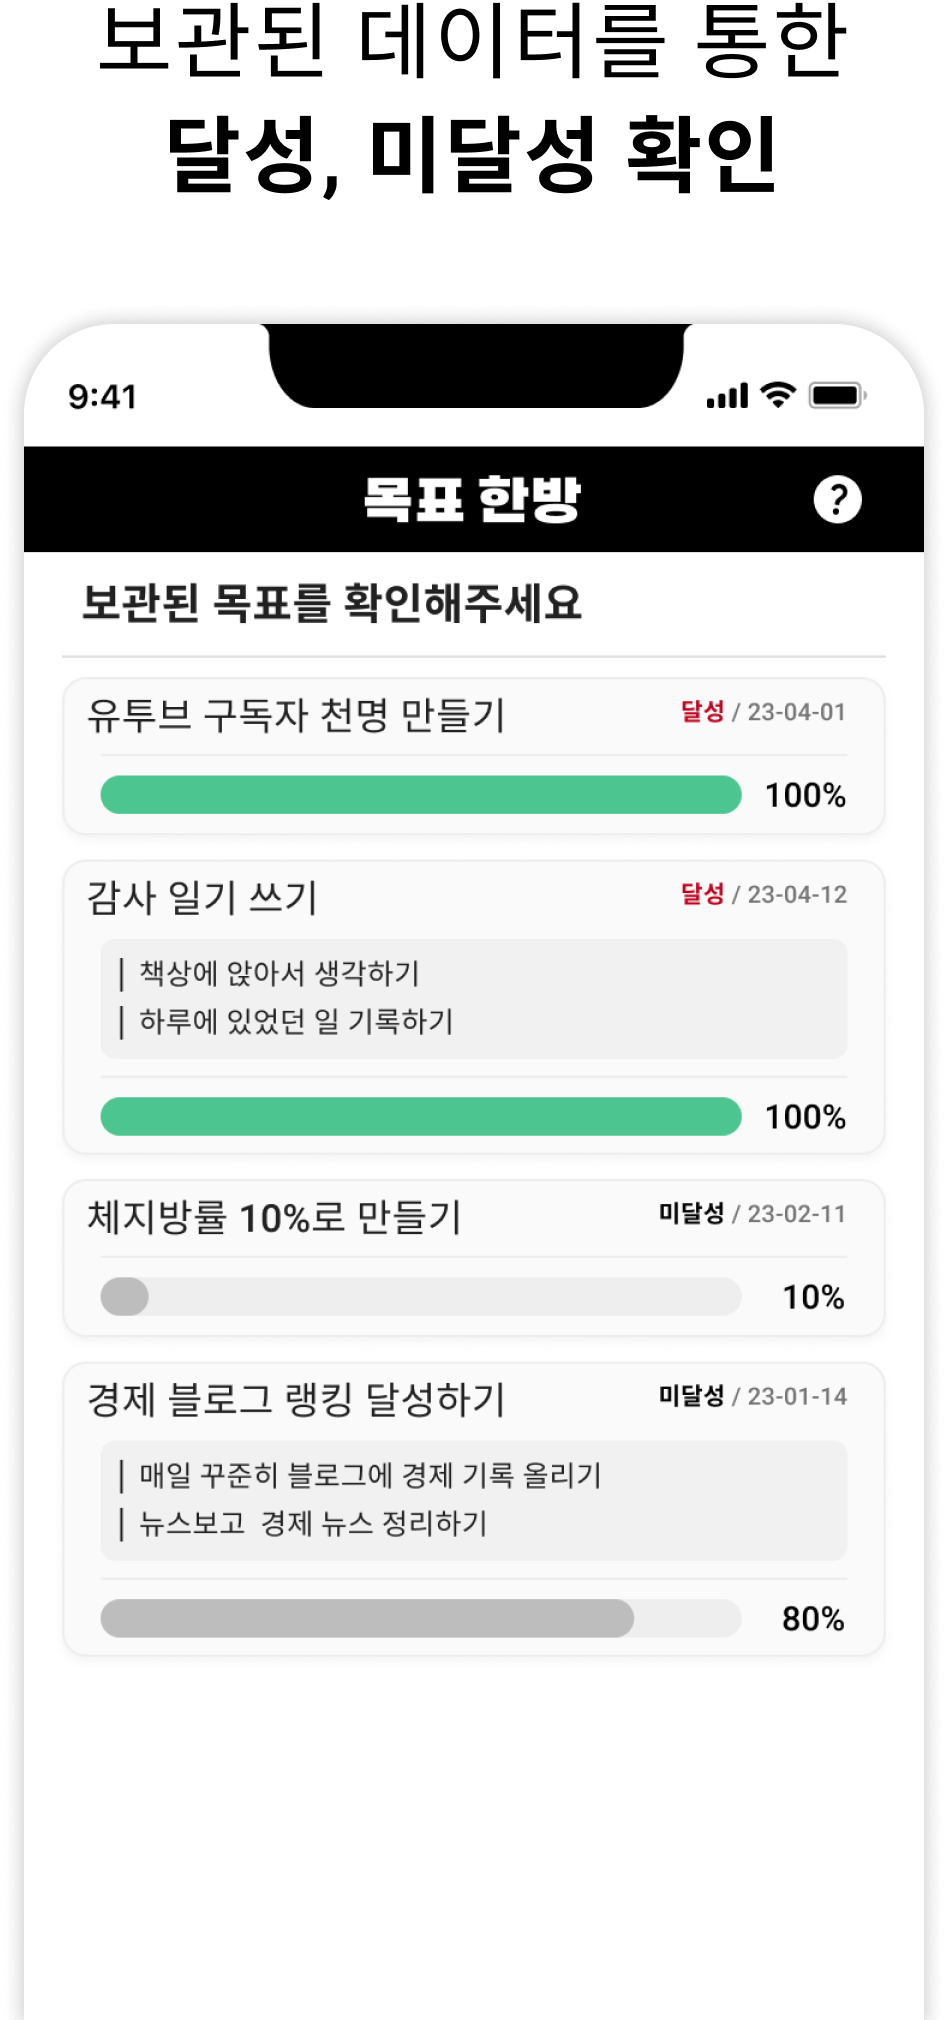 보관된 데이터를 통한
달성, 미달성 확인
9:41
목표 한방
?
보관된 목표를 확인해주세요
유투브 구독자 천명 만들기 달성 / 23-04-01
100%
감사 일기 쓰기 달성 / 23-04-12
| 책상에 앉아서 생각하기
| 하루에 있었던 일 기록하기
100%
체지방률 10%로 만들기 미달성 / 23-02-11
10%
경제 블로그 랭킹 달성하기 미달성 / 23-01-14
| 매일 꾸준히 블로그에 경제 기록 올리기
| 뉴스보고  경제 뉴스 정리하기
80%